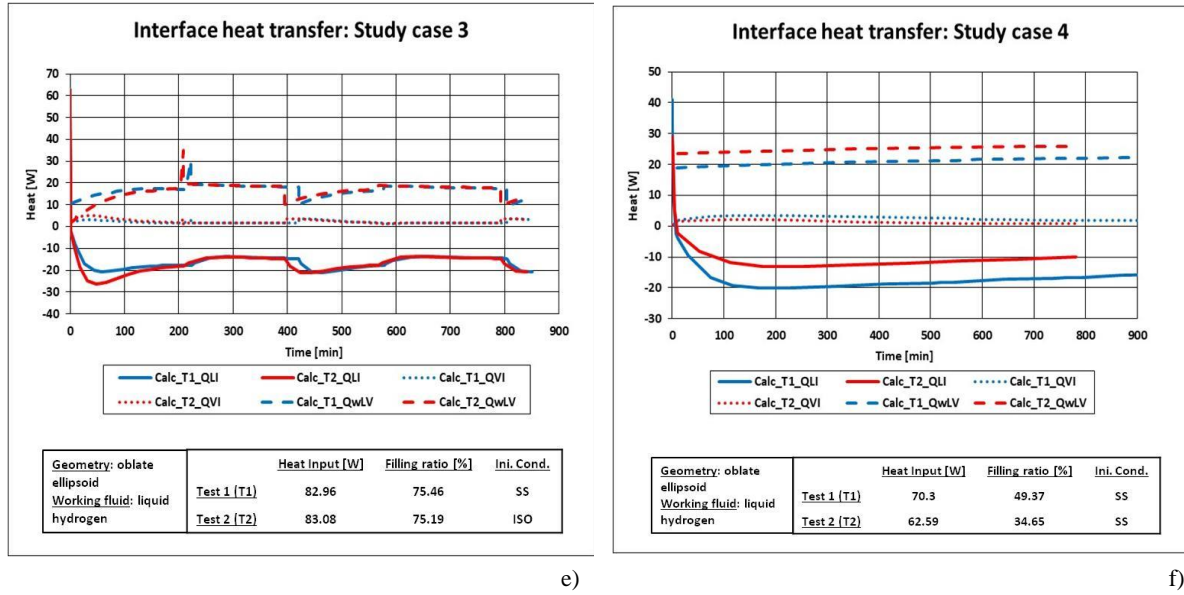 Interface heat transfer: Study case 3
70
60
50
40
30
20
10
0
-10
-20
-30
-40
Heat [W]
0 100 200 300 400 500 600 700 800 900
Time [min]
Calc_T1_QLI Calc_T2_QLI Calc_T1_QVI
Calc_T2_QVI Calc_T1_QwLV Calc_T2_QwLV
Geometry: oblate
ellipsoid
Working fluid: liquid
hydrogen
Heat Input [W] Filling ratio [%] Ini. Cond.
Test 1 (T1) 82.96 75.46 SS
Test 2 (T2) 83.08 75.19 ISO
e)
Interface heat transfer: Study case 4
50
40
30
20
10
0
-10
-20
-30
Heat [W]
0 100 200 300 400 500 600 700 800 900
Time [min]
Calc_T1_QLI Calc_T2_QLI Calc_T1_QVI
Calc_T2_QVI Calc_T1_QwLV Calc_T2_QwLV
Geometry: oblate
ellipsoid
Working fluid: liquid
hydrogen
Heat Input [W] Filling ratio [%] Ini. Cond.
Test 1 (T1) 70.3 49.37 SS
Test 2 (T2) 62.59 34.65 SS
f)